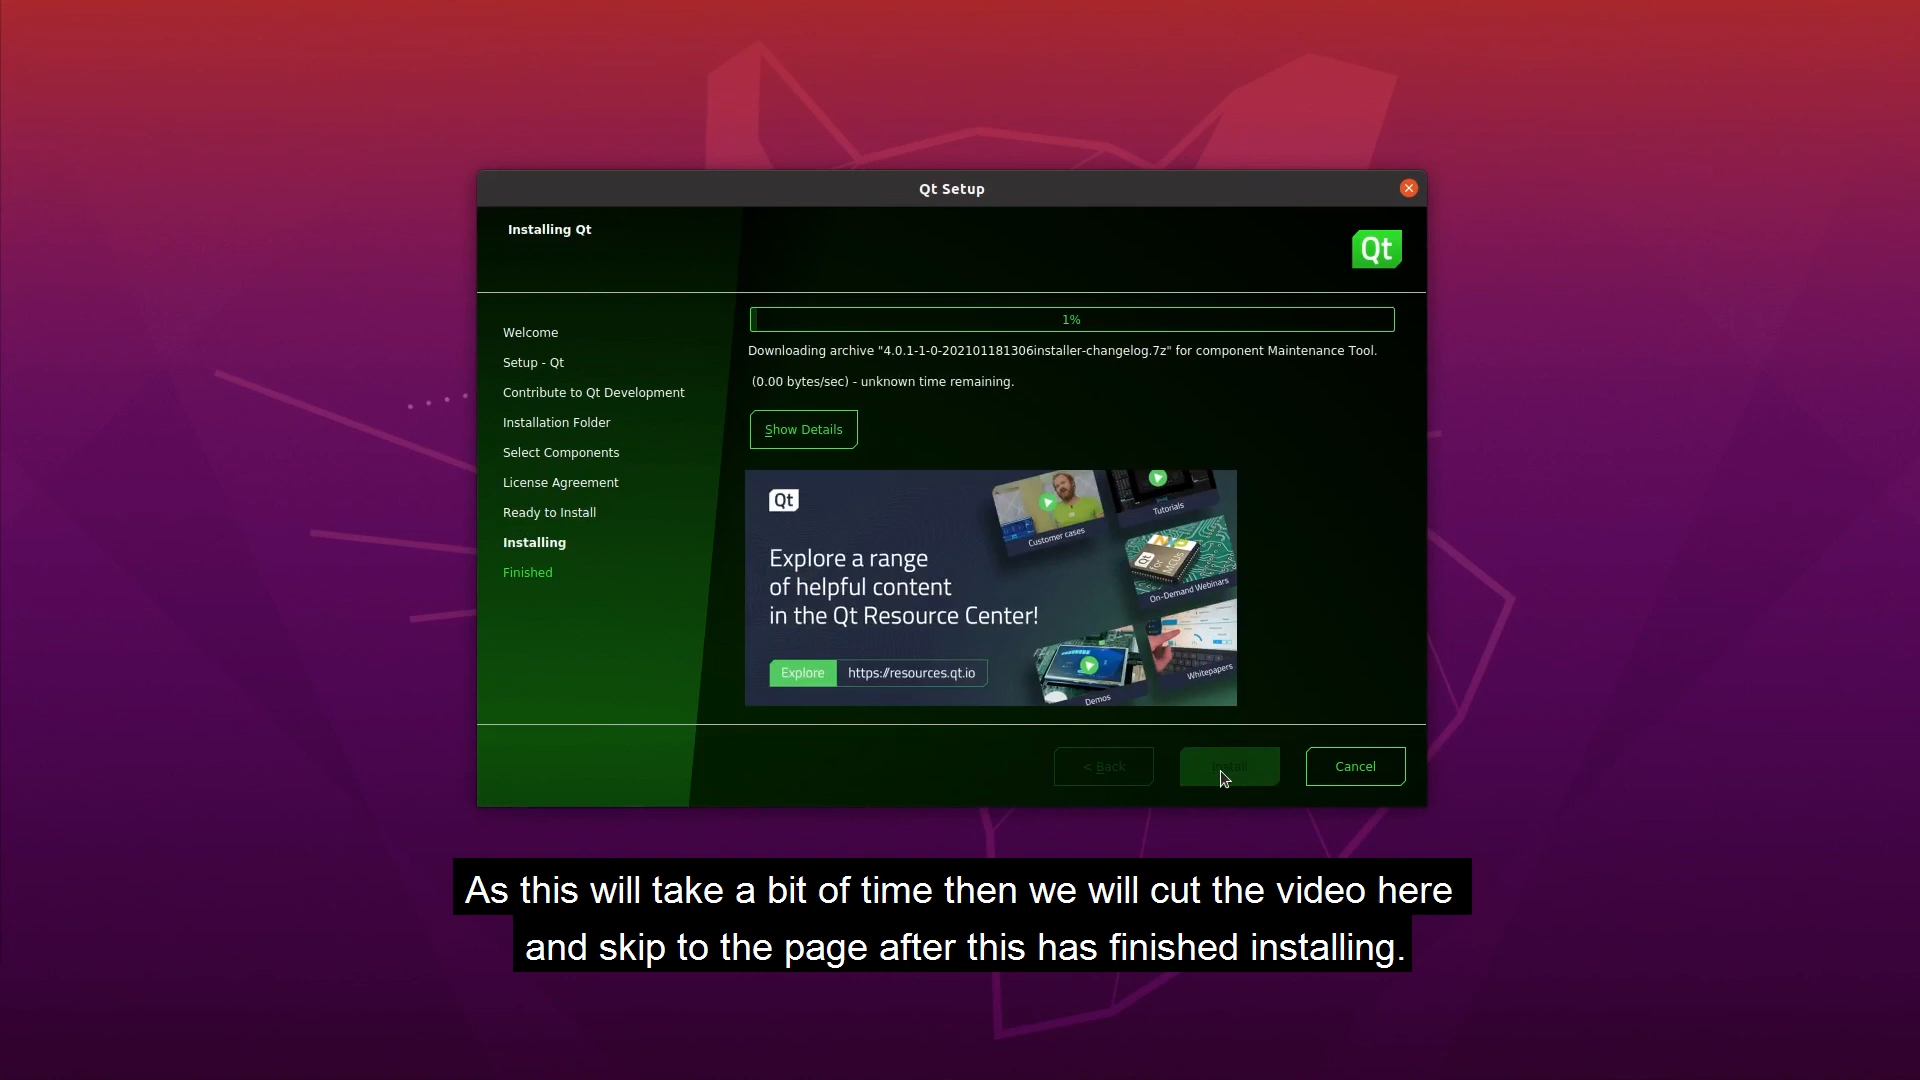 Qt Setup
Installing Qt
Qt
Welcome
Setup - Qt
Contribute to Qt Development
Installation Folder
Select Components
License Agreement
Ready to Install
Installing
Finished
1%
Downloading archive "4.0.1-1-0-202101181306installer-changelog.7z" for component Maintenance Tool.
(0.00 bytes/sec) - unknown time remaining.
Show Details
Qt
Explore a range
of helpful content
in the Qt Resource Center!
Explore https://resources.qt.io
Customer cases
Tutorials
Qt for MCUs
On-Demand Webinars
Whitepapers
Demos
< Back
Install
Cancel
As this will take a bit of time then we will cut the video here
and skip to the page after this has finished installing.